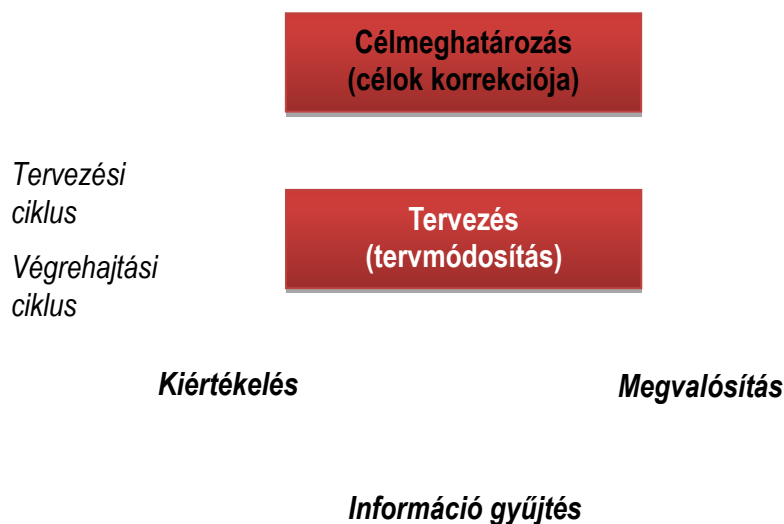 Célmeghatározás
(célok korrekciója)
Tervezési
ciklus
Tervezés
(tervmódosítás)
Végrehajtási
ciklus
Kiértékelés
Megvalósítás
Információ gyűjtés